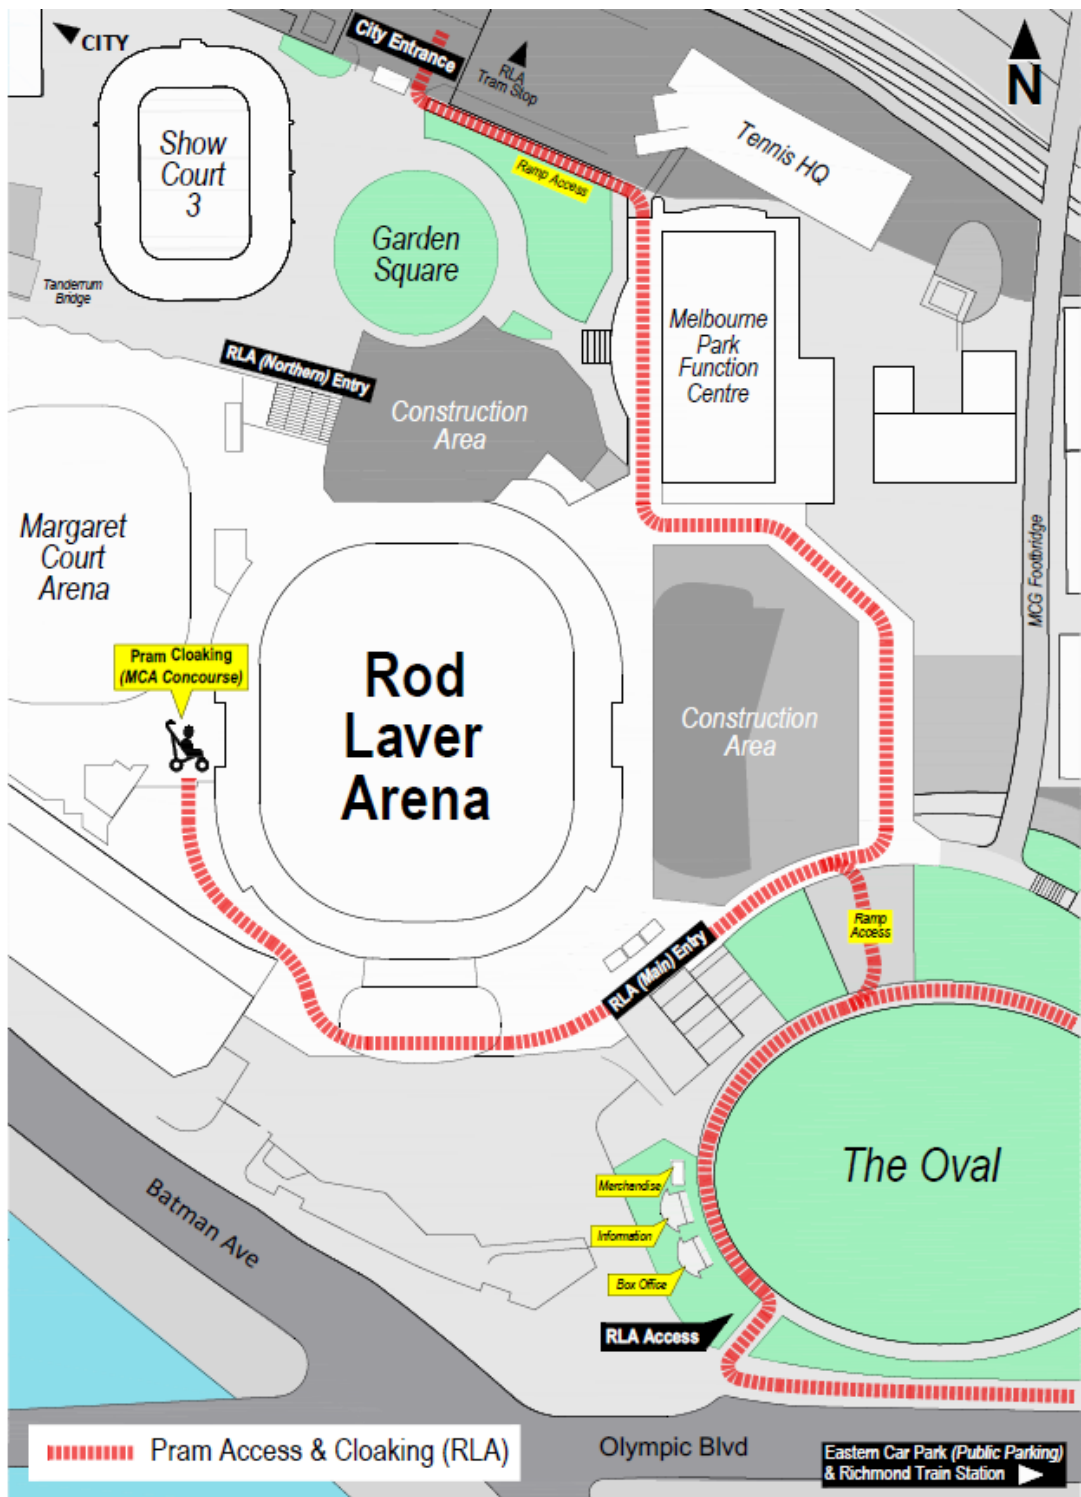 CITY
City Entrance
RLA
Tram Stop
N
Show
Court
3
Tennis HQ
Ramp Access
Garden
Square
Tanderrum
Bridge
Melbourne
Park
Function
Centre
RLA (Northern) Entry
Construction
Area
Margaret
Court
Arena
MCG Footbridge
Pram Cloaking
(MCA Concourse)
Rod
Laver
Arena
Construction
Area
Ramp
Access
RLA (Main) Entry
The Oval
Merchandise
Information
Box Office
Batman Ave
RLA Access
Pram Access & Cloaking (RLA)
Olympic Blvd
Eastern Car Park (Public Parking)
& Richmond Train Station